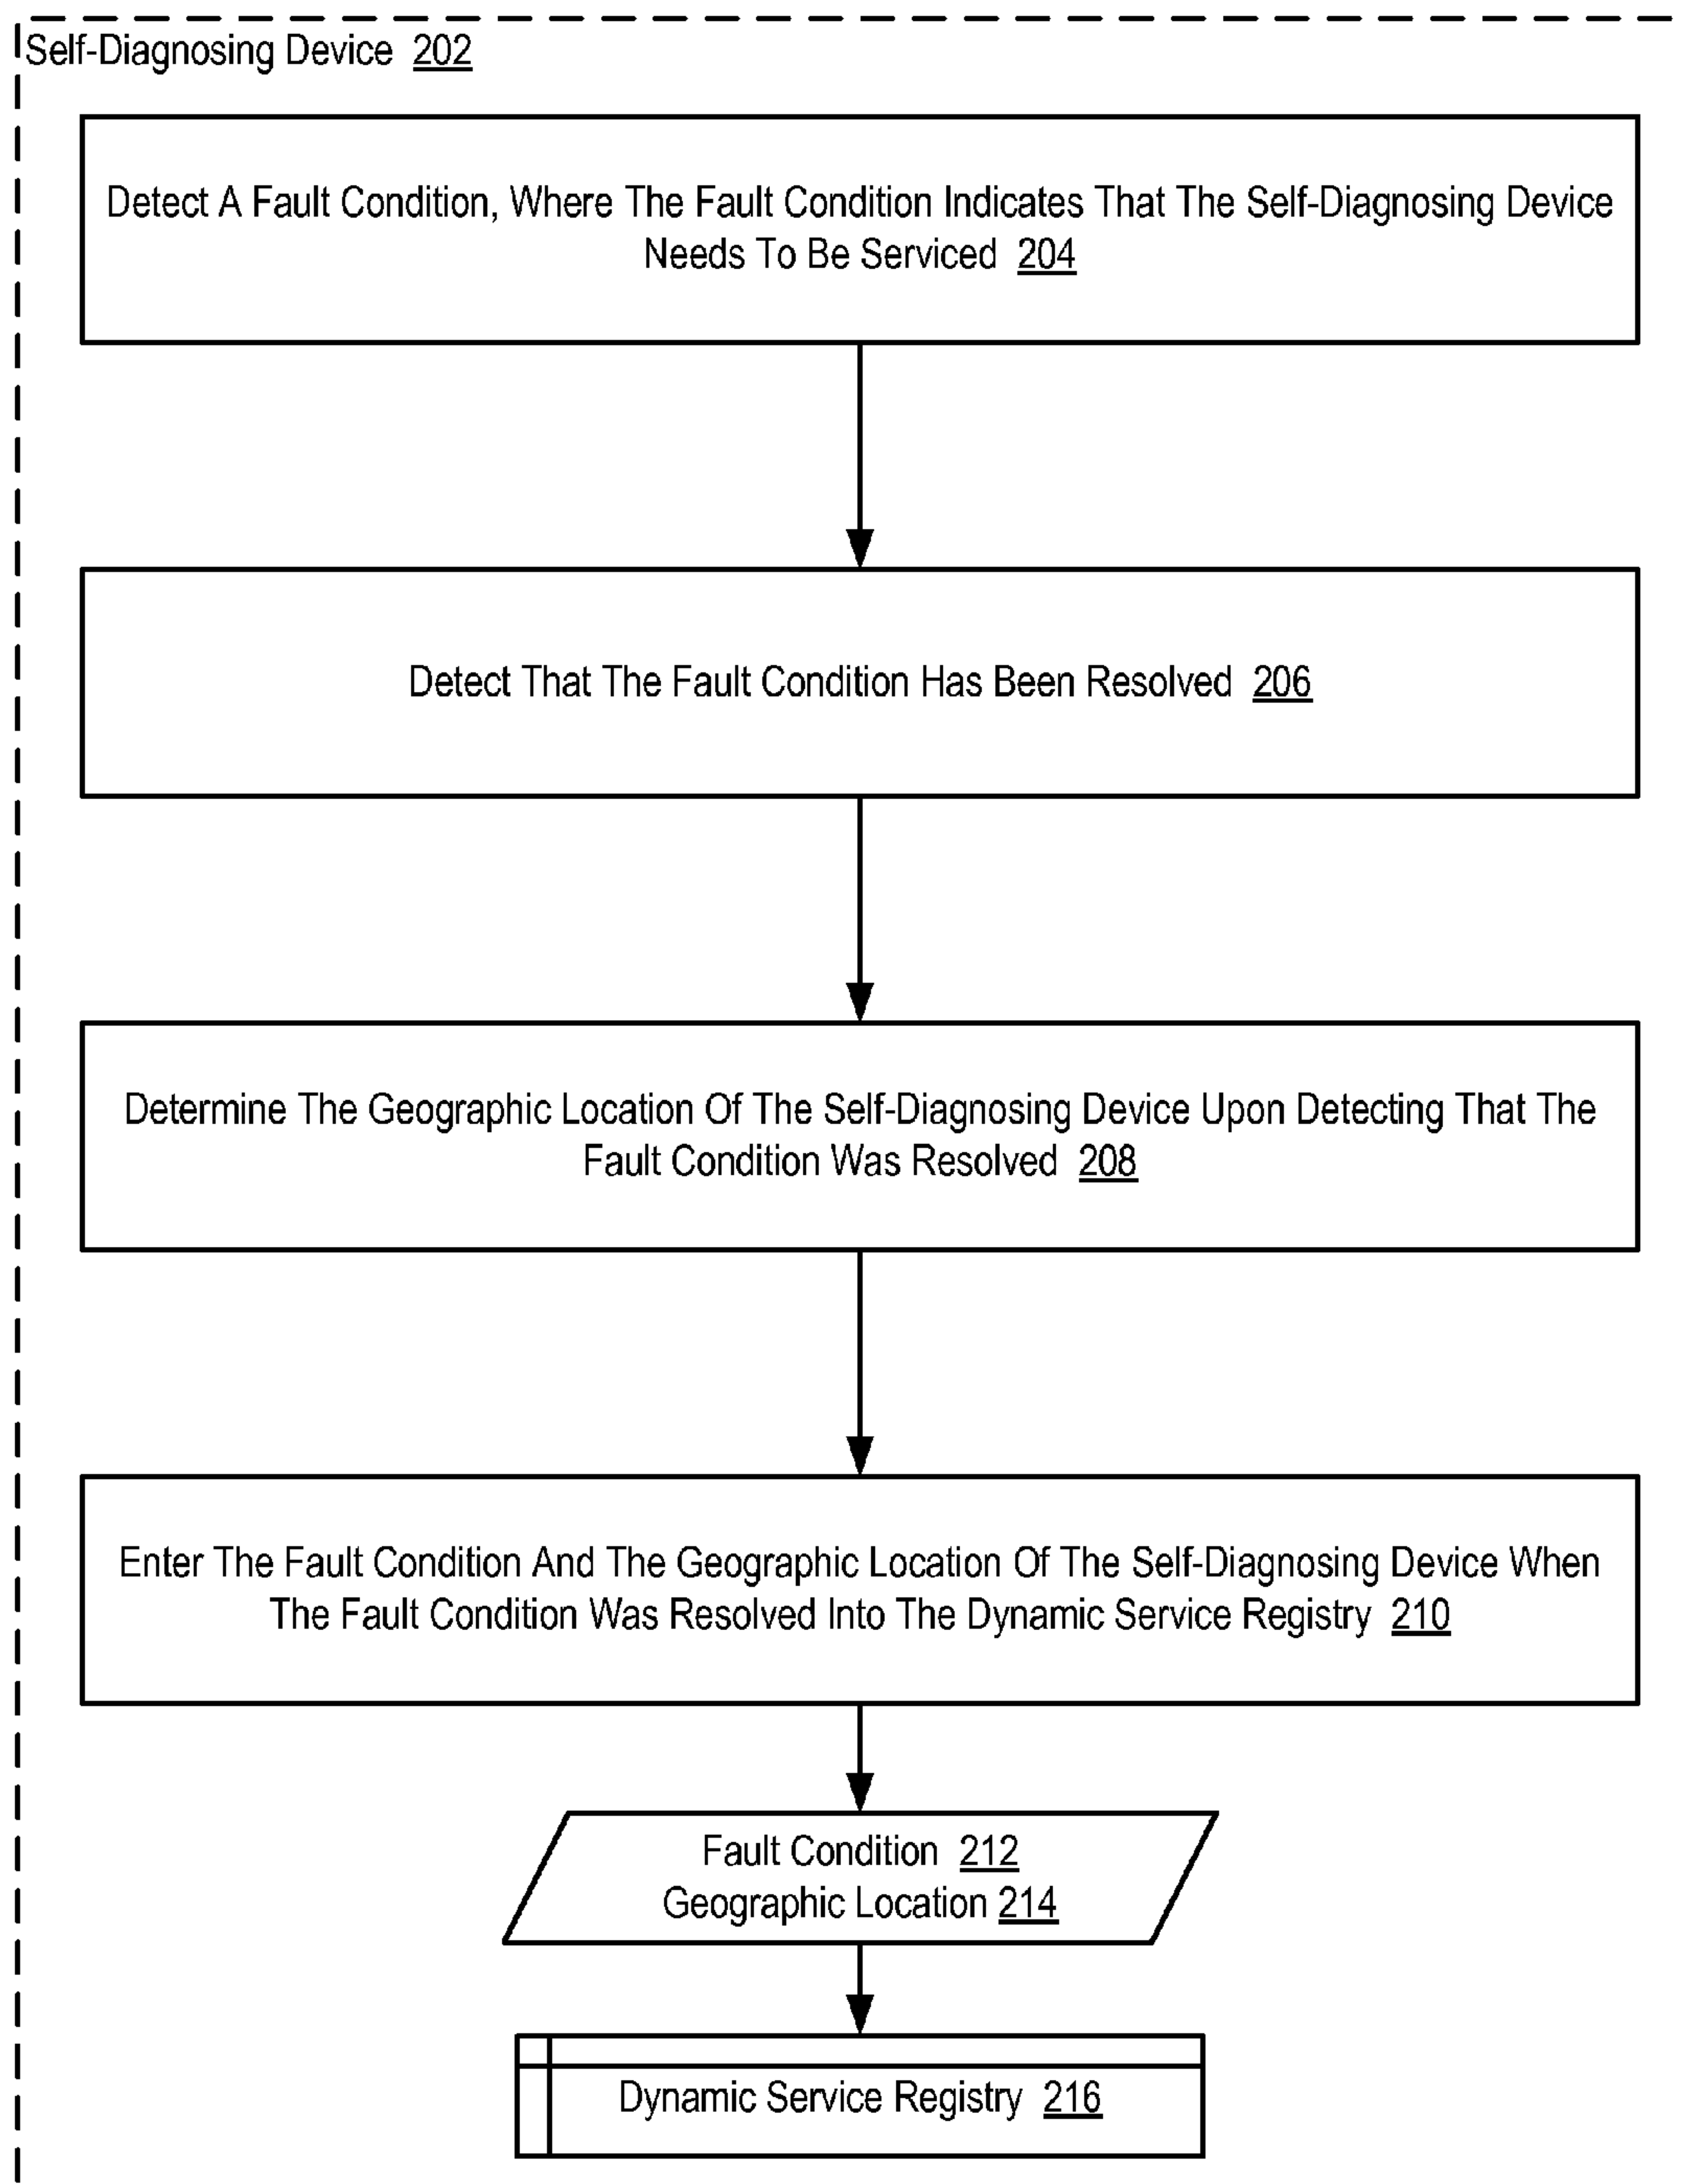 Self-Diagnosing Device 202
Detect A Fault Condition, Where The Fault Condition Indicates That The Self-Diagnosing Device
Needs To Be Serviced 204
Detect That The Fault Condition Has Been Resolved 206
Determine The Geographic Location Of The Self-Diagnosing Device Upon Detecting That The
Fault Condition Was Resolved 208
Enter The Fault Condition And The Geographic Location Of The Self-Diagnosing Device When
The Fault Condition Was Resolved Into The Dynamic Service Registry 210
Fault Condition 212
Geographic Location 214
Dynamic Service Registry 216